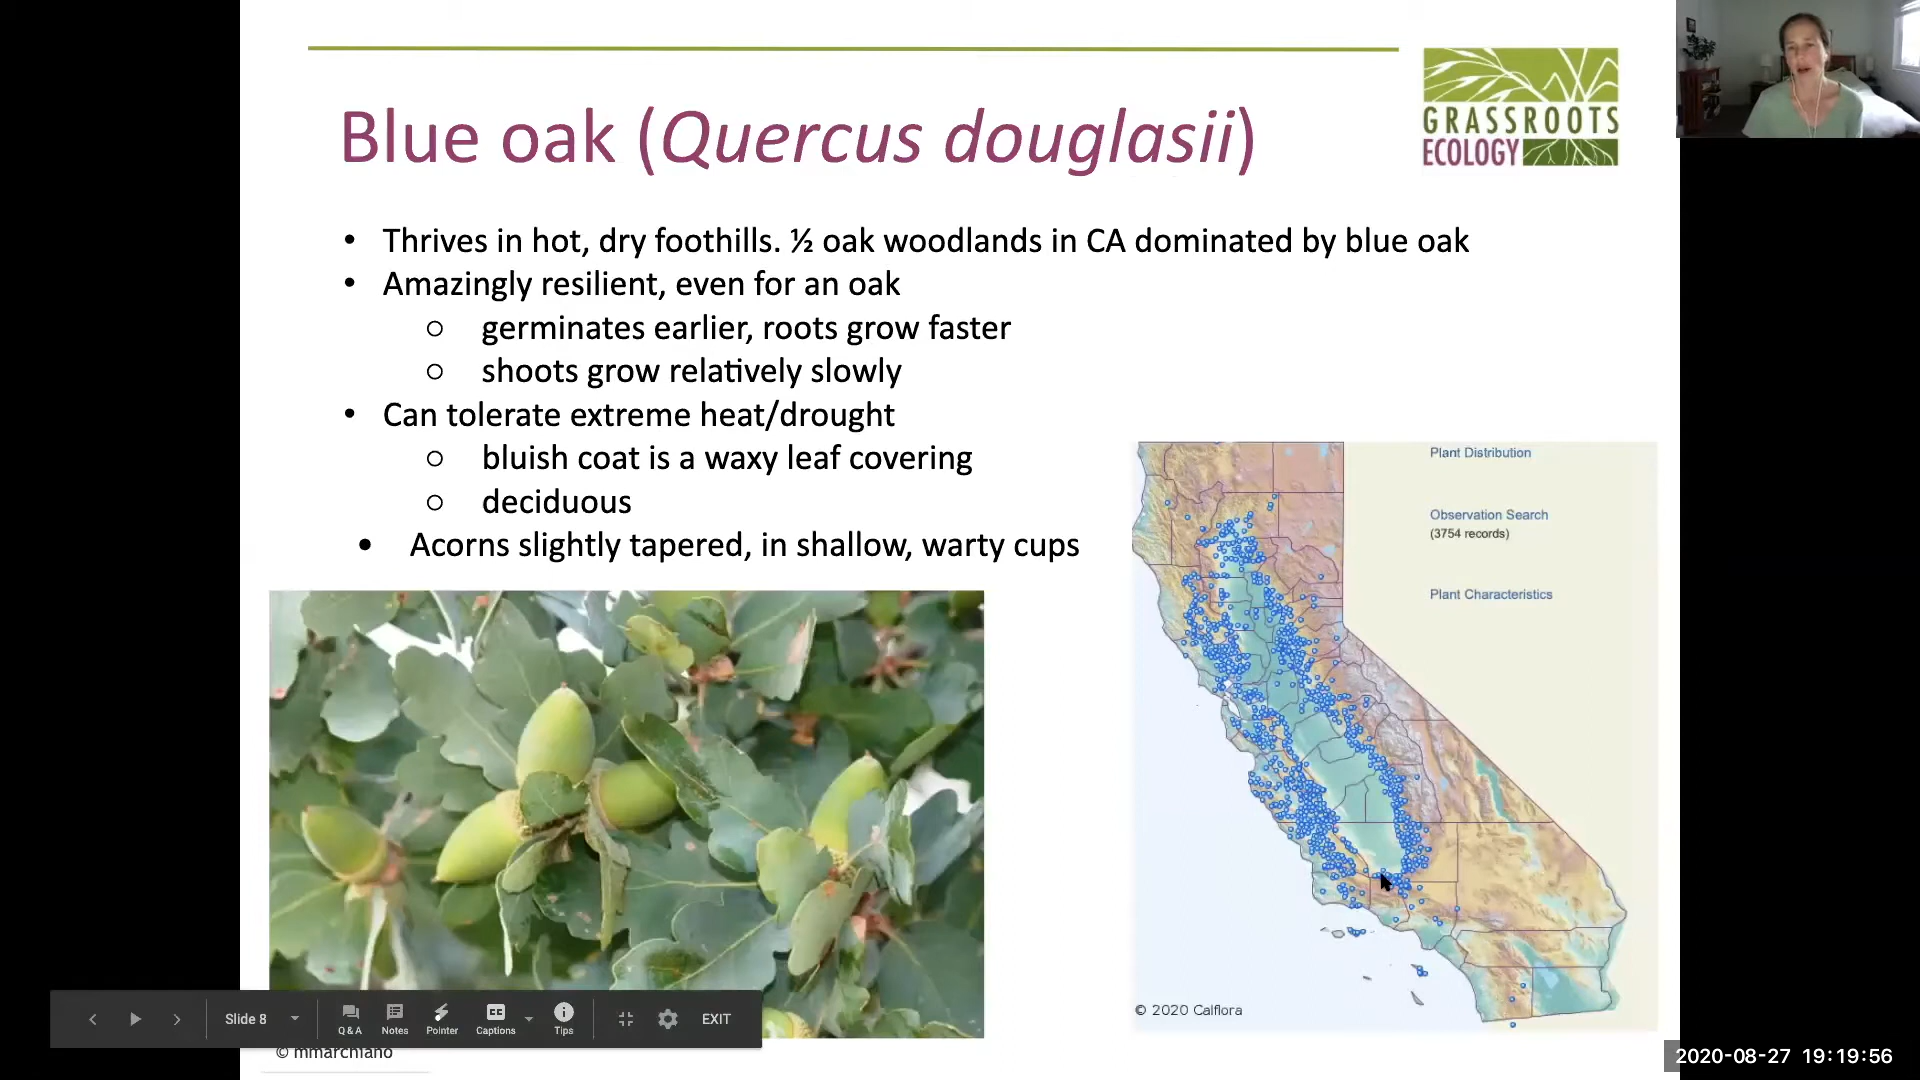 Blue oak (Quercus douglasii)
GRASSROOTS
ECOLOGY
• Thrives in hot, dry foothills. ½ oak woodlands in CA dominated by blue oak
• Amazingly resilient, even for an oak
○ germinates earlier, roots grow faster
○ shoots grow relatively slowly
• Can tolerate extreme heat/drought
○ bluish coat is a waxy leaf covering
○ deciduous
• Acorns slightly tapered, in shallow, warty cups
Plant Distribution
Observation Search
(3754 records)
Plant Characteristics
© 2020 Calflora
Slide 8
Q & A
Notes
Pointer
Captions
Tips
EXIT
© mmarchiano
2020-08-27 19:19:56